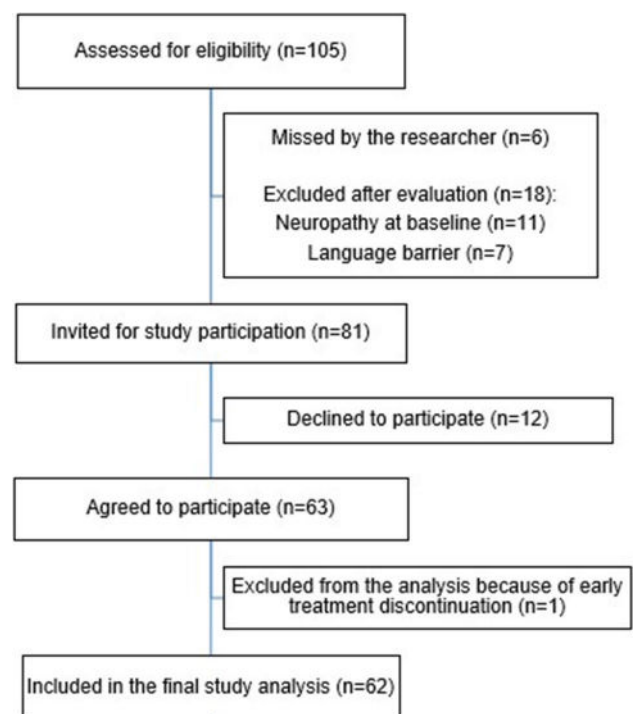 Assessed for eligibility (n=105)
Missed by the researcher (n=6)
Excluded after evaluation (n=18):
Neuropathy at baseline (n=11)
Language barrier (n=7)
Invited for study participation (n=81)
Declined to participate (n=12)
Agreed to participate (n=63)
Excluded from the analysis because of early
treatment discontinuation (n=1)
Included in the final study analysis (n=62)